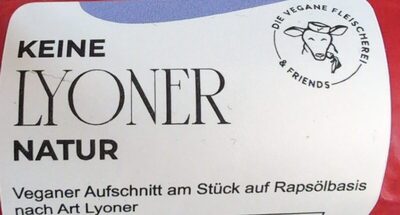 KEINE
LYONER
NATUR
DIE VEGANE FLEISCHEREI
& FRIENDS
Veganer Aufschnitt am Stück auf Rapsölbasis
nach Art Lyoner